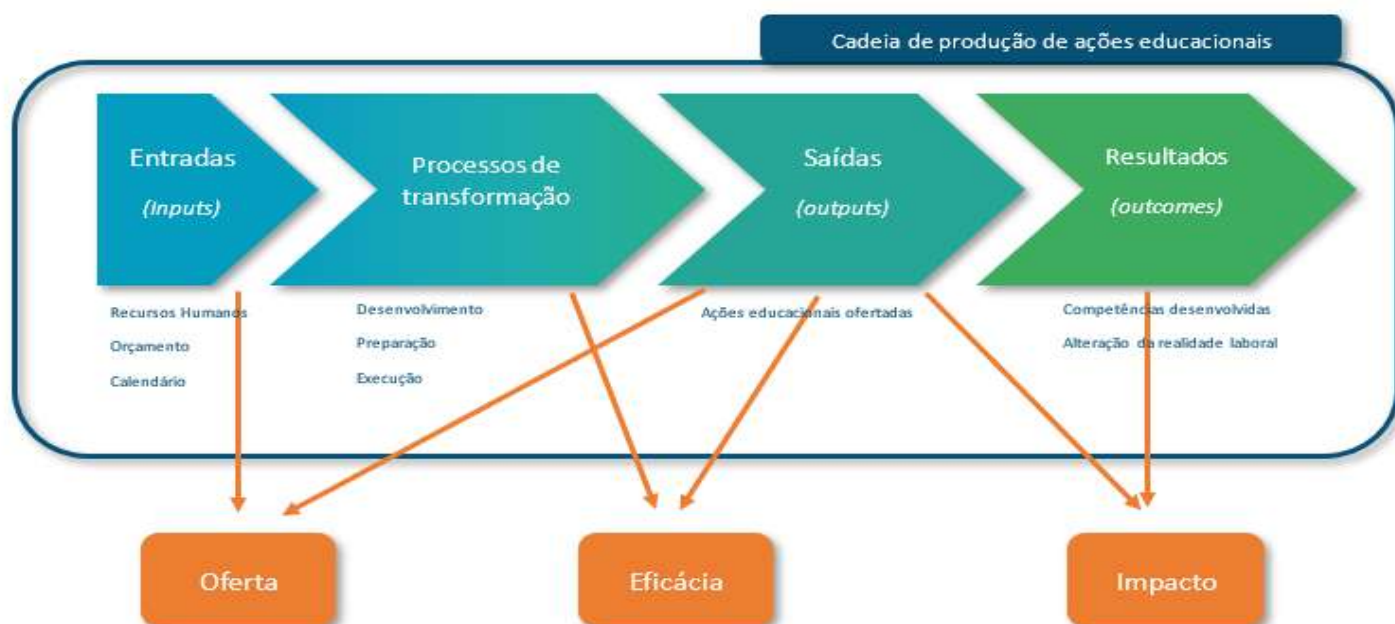 Cadeia de produção de ações educacionais
Entradas
(Inputs)
Processos de
transformação
Saídas
(outputs)
Resultados
(outcomes)
Recursos Humanos
Orçamento
Calendário
Desenvolvimento
Preparação
Execução
Ações educacionais ofertadas
Competências desenvolvidas
Alteração da realidade laboral
Oferta
Eficácia
Impacto